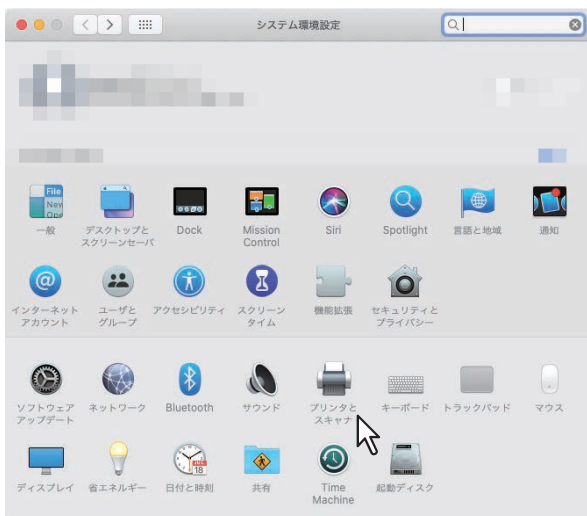 システム環境設定
File
New
Ope
一般
デスクトップと
スクリーンセーバ
Dock
Mission
Control
Siri
Spotlight
言語と地域
通知
インターネット
アカウント
ユーザと
グループ
アクセシビリティ
スクリーン
タイム
機能拡張
セキュリティと
プライバシー
ソフトウェア
アップデート
ネットワーク
Bluetooth
サウンド
プリンタと
スキャナ
キーボード
トラックパッド
マウス
ディスプレイ
省エネルギー
18
日付と時刻
共有
Time
Machine
起動ディスク